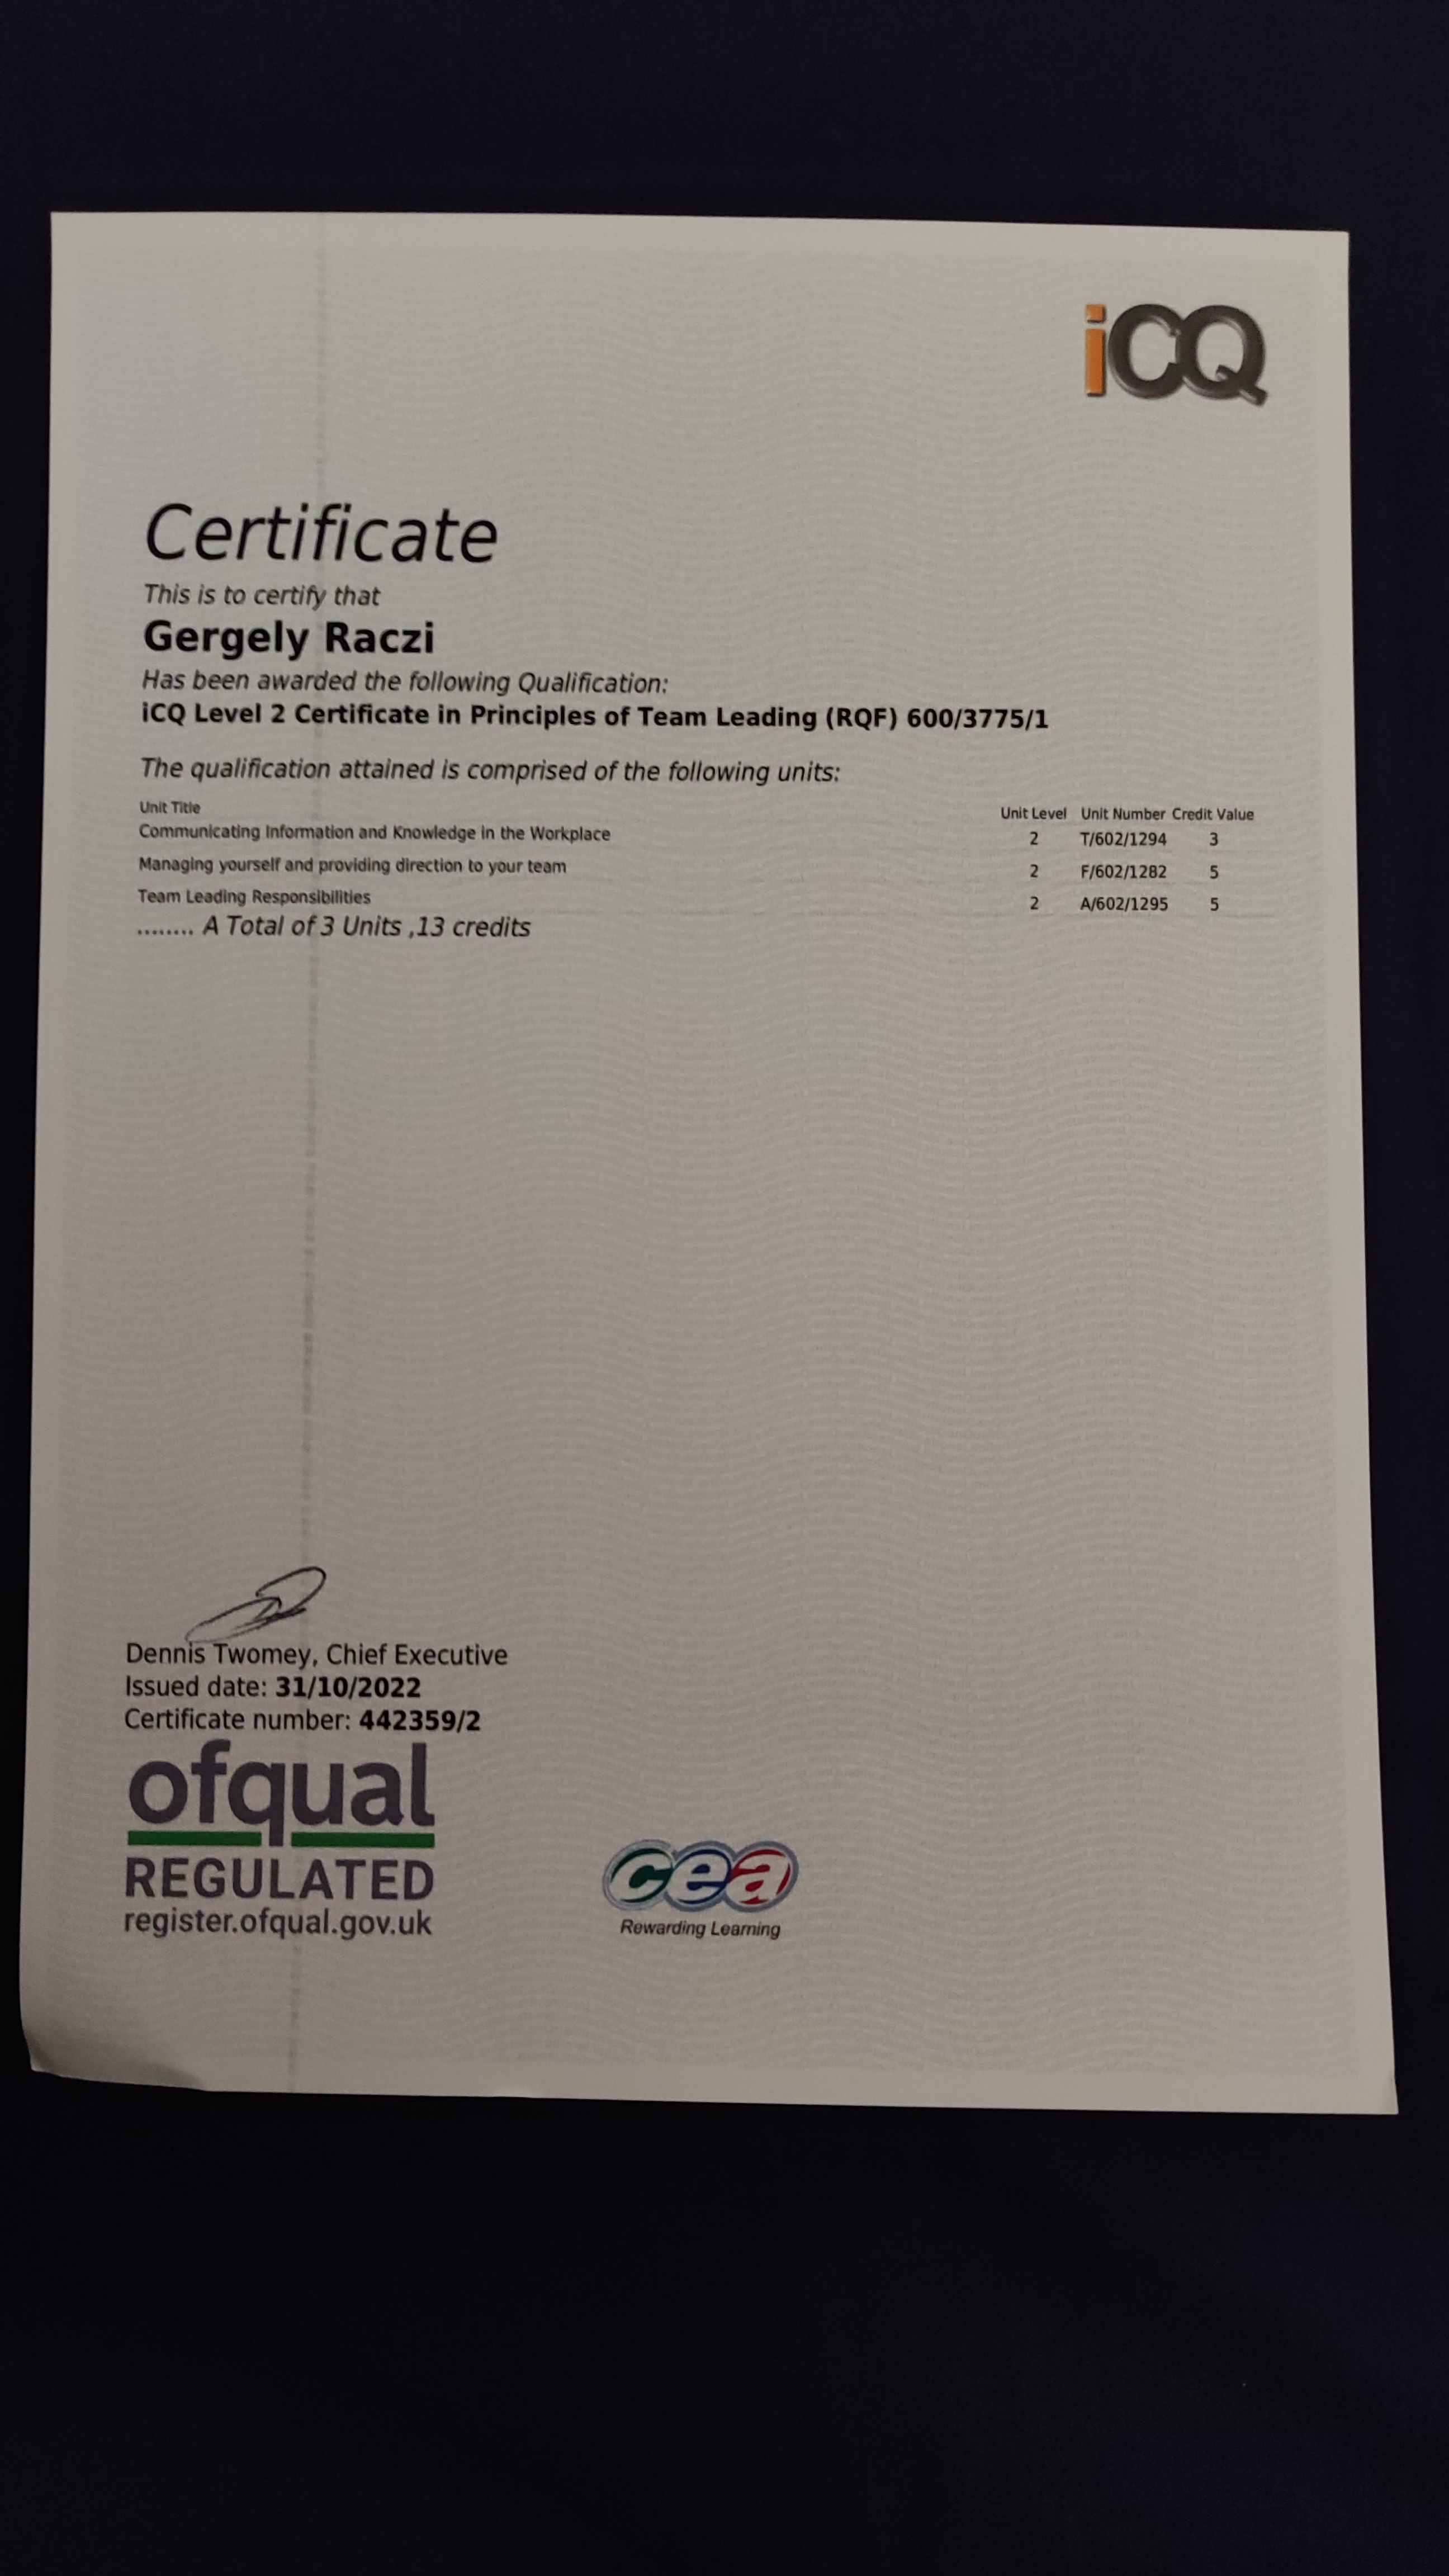 iCQ
Certificate
This is to certify that
Gergely Raczi
Has been awarded the following Qualification:
iCQ Level 2 Certificate in Principles of Team Leading (RQF) 600/3775/1
The qualification attained is comprised of the following units:
Unit Title Unit Level Unit Number Credit Value
Communicating Information and Knowledge in the Workplace 2 T/602/1294 3
Managing yourself and providing direction to your team 2 F/602/1282 5
Team Leading Responsibilities 2 A/602/1295 5
........ A Total of 3 Units ,13 credits
Dennis Twomey, Chief Executive
Issued date: 31/10/2022
Certificate number: 442359/2
ofqual
REGULATED
register.ofqual.gov.uk
cea
Rewarding Learning